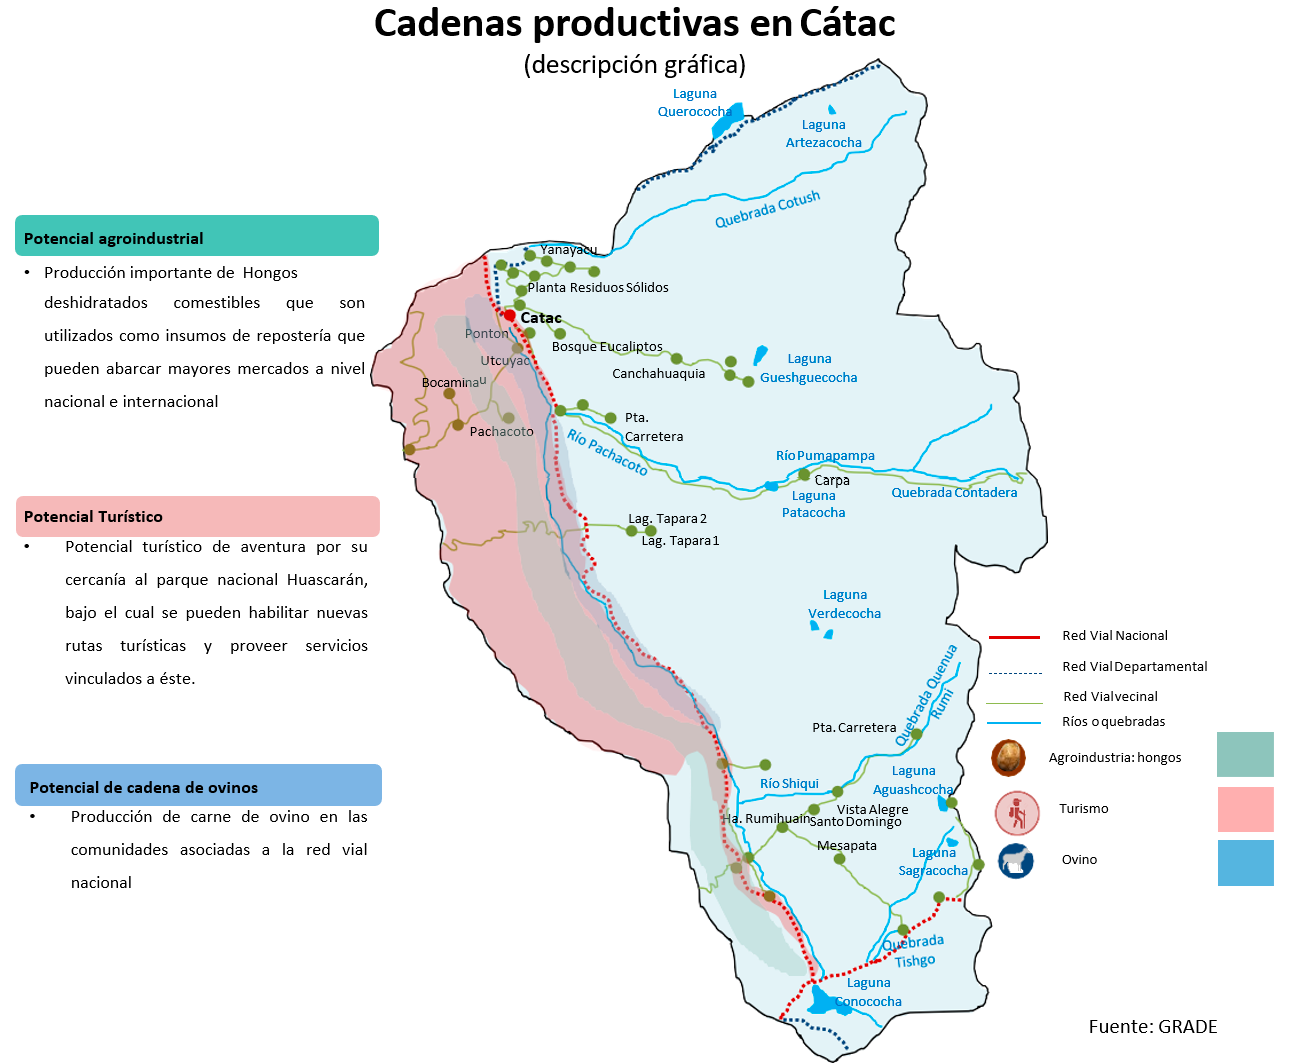 Cadenas productivas en Cátac
(descripción gráfica)
Potencial agroindustrial
• Producción importante de Hongos
deshidratados comestibles que son
utilizados como insumos de repostería que
pueden abarcar mayores mercados a nivel
nacional e internacional
Potencial Turístico
• Potencial turístico de aventura por su
cercanía al parque nacional Huascarán,
bajo el cual se pueden habilitar nuevas
rutas turísticas y proveer servicios
vinculados a éste.
Potencial de cadena de ovinos
• Producción de carne de ovino en las
comunidades asociadas a la red vial
nacional
Laguna
Querococha
Laguna
Artezacocha
Quebrada Cotush
Yanayacu
Planta Residuos Sólidos
Catac
Ponton
Bosque Eucaliptos
Utcuyac
Canchahuaquia
Laguna
Gueshguecocha
Bocaminau
Pachacoto
Pta.
Carretera
Río Pachacoto
Río Pumapampa
Carpa
Laguna
Patacocha
Quebrada Contadera
Lag. Tapara 2
Lag. Tapara 1
Laguna
Verdecocha
Quebrada Quenua
Rumi
Pta. Carretera
Río Shiqui
Laguna
Aguashcocha
Vista Alegre
Ha. Rumihuain
Santo Domingo
Mesapata
Laguna
Sagracocha
Quebrada
Tishgo
Laguna
Conococha
Red Vial Nacional
Red Vial Departamental
Red Vial vecinal
Ríos o quebradas
Agroindustria: hongos
Turismo
Ovino
Fuente: GRADE